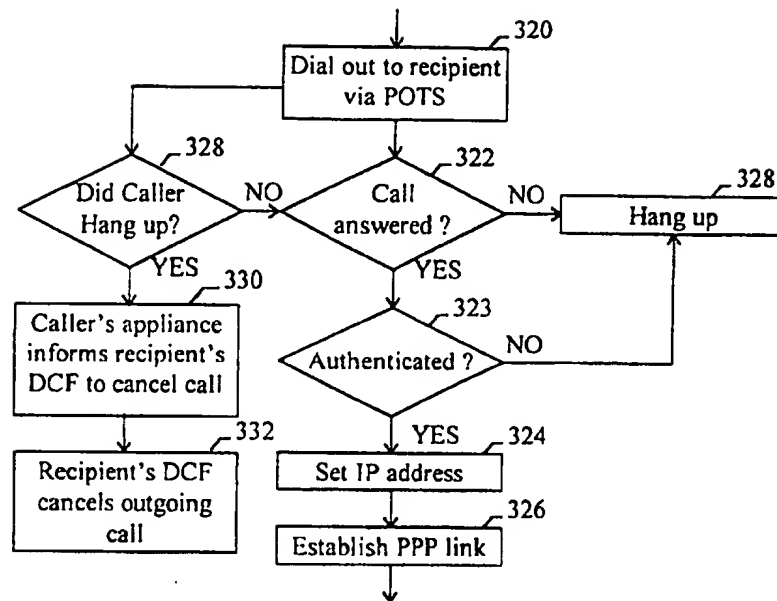 320
Dial out to recipient
via POTS
328
Did Caller
Hang up?
NO
YES
322
Call
answered ?
NO
YES
328
Hang up
330
Caller's appliance
informs recipient's
DCF to cancel call
323
Authenticated ?
NO
YES
332
Recipient's DCF
cancels outgoing
call
324
Set IP address
326
Establish PPP link